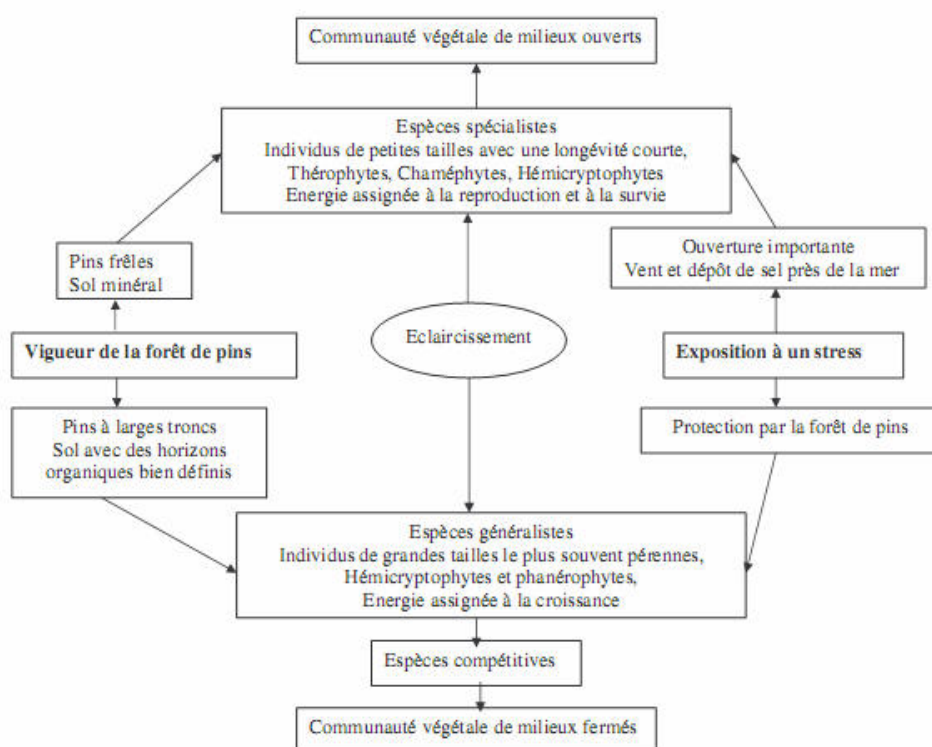 Communauté végétale de milieux ouverts
Espèces spécialistes
Individus de petites tailles avec une longévité courte,
Thérophytes, Chaméphytes, Hémicryptophytes
Energie assignée à la reproduction et à la survie
Pins frêles
Sol minéral
Ouverture importante
Vent et dépôt de sel près de la mer
Vigueur de la forêt de pins
Eclaircissement
Exposition à un stress
Pins à larges troncs
Sol avec des horizons
organiques bien définis
Protection par la forêt de pins
Espèces généralistes
Individus de grandes tailles le plus souvent pérennes,
Hémicryptophytes et phanérophytes,
Energie assignée à la croissance
Espèces compétitives
Communauté végétale de milieux fermés